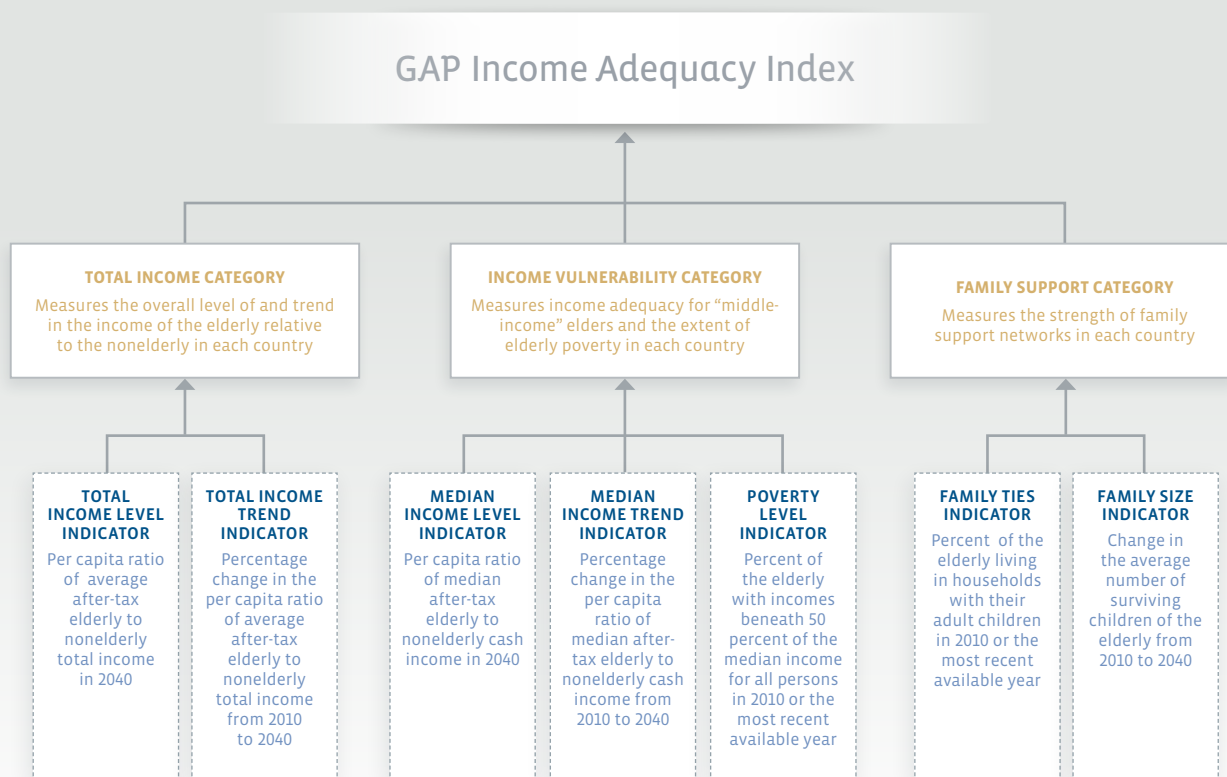 GAP Income Adequacy Index
TOTAL INCOME CATEGORY
Measures the overall level of and trend
in the income of the elderly relative
to the nonelderly in each country
INCOME VULNERABILITY CATEGORY
Measures income adequacy for “middle-
income” elders and the extent of
elderly poverty in each country
FAMILY SUPPORT CATEGORY
Measures the strength of family
support networks in each country
TOTAL
INCOME LEVEL
INDICATOR
Per capita ratio
of average
after-tax
elderly to
nonelderly
total income
in 2040
TOTAL INCOME
TREND
INDICATOR
Percentage
change in the
per capita ratio
of average
after-tax
elderly to
nonelderly
total income
from 2010
to 2040
MEDIAN
INCOME LEVEL
INDICATOR
Per capita ratio
of median
after-tax
elderly to
nonelderly cash
income in 2040
MEDIAN
INCOME TREND
INDICATOR
Percentage
change in the
per capita
ratio of
median after-
tax elderly to
nonelderly cash
income from
2010 to 2040
POVERTY
LEVEL
INDICATOR
Percent of
the elderly
with incomes
beneath 50
percent of the
median income
for all persons
in 2010 or the
most recent
available year
FAMILY TIES
INDICATOR
Percent of the
elderly living
in households
with their
adult children
in 2010 or the
most recent
available year
FAMILY SIZE
INDICATOR
Change in
the average
number of
surviving
children of the
elderly from
2010 to 2040